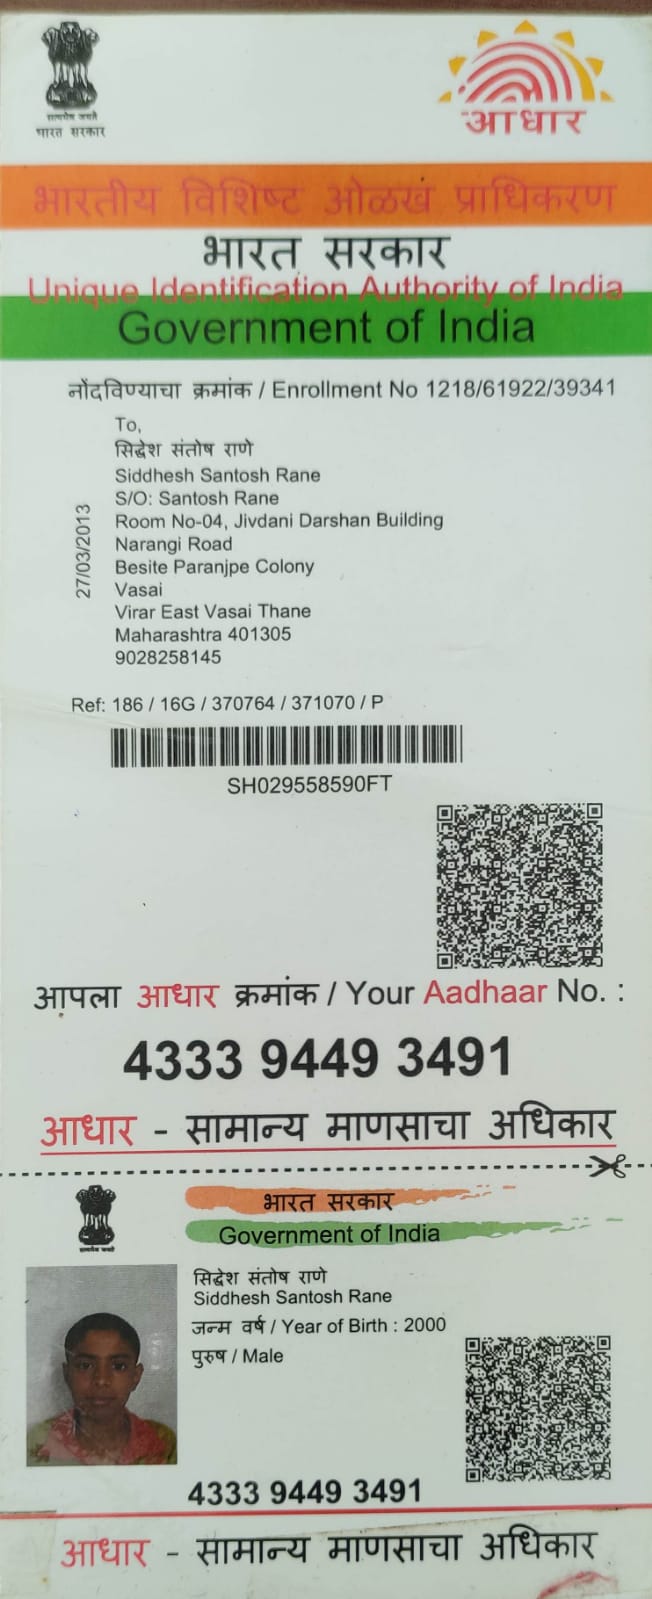 सत्यमेव जयते
भारत सरकार
आधार
भारतीय विशिष्ट ओळख प्राधिकरण
भारत सरकार
Unique Identification Authority of India
Government of India
नोंदविण्याचा क्रमांक / Enrollment No 1218/61922/39341
To,
सिद्धेश संतोष राणे
Siddhesh Santosh Rane
S/O: Santosh Rane
Room No-04, Jivdani Darshan Building
Narangi Road
Besite Paranjpe Colony
Vasai
Virar East Vasai Thane
Maharashtra 401305
9028258145
27/03/2013
Ref: 186 / 16G / 370764 / 371070 / P
SH029558590FT
आपला आधार क्रमांक / Your Aadhaar No. :
4333 9449 3491
आधार - सामान्य माणसाचा अधिकार
सत्यमेव जयते
भारत सरकार
Government of India
सिद्धेश संतोष राणे
Siddhesh Santosh Rane
जन्म वर्ष / Year of Birth : 2000
पुरुष / Male
4333 9449 3491
आधार - सामान्य माणसाचा अधिकार